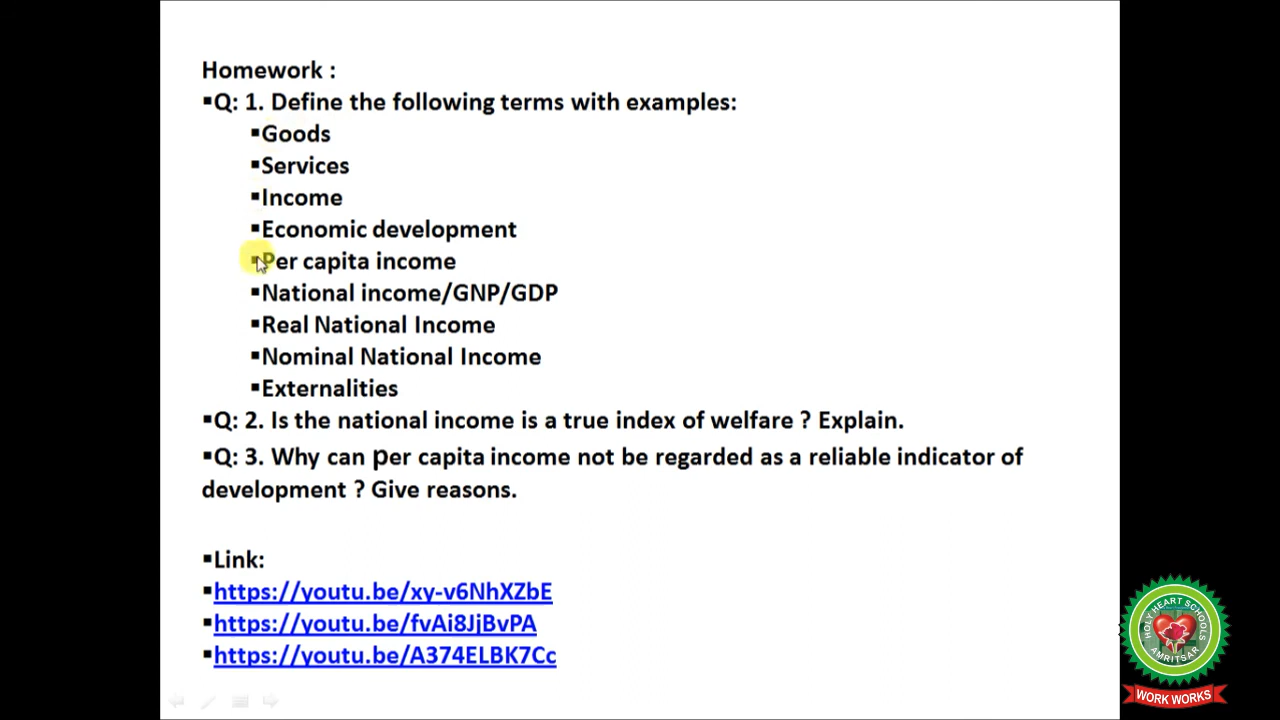 Homework :
▪Q: 1. Define the following terms with examples:
▪Goods
▪Services
▪Income
▪Economic development
▪Per capita income
▪National income/GNP/GDP
▪Real National Income
▪Nominal National Income
▪Externalities
▪Q: 2. Is the national income is a true index of welfare ? Explain.
▪Q: 3. Why can per capita income not be regarded as a reliable indicator of
development ? Give reasons.
▪Link:
▪https://youtu.be/xy-v6NhXZbE
▪https://youtu.be/fvAi8JjBvPA
▪https://youtu.be/A374ELBK7Cc
HOLY HEART SCHOOLS
AMRITSAR
WORK WORKS